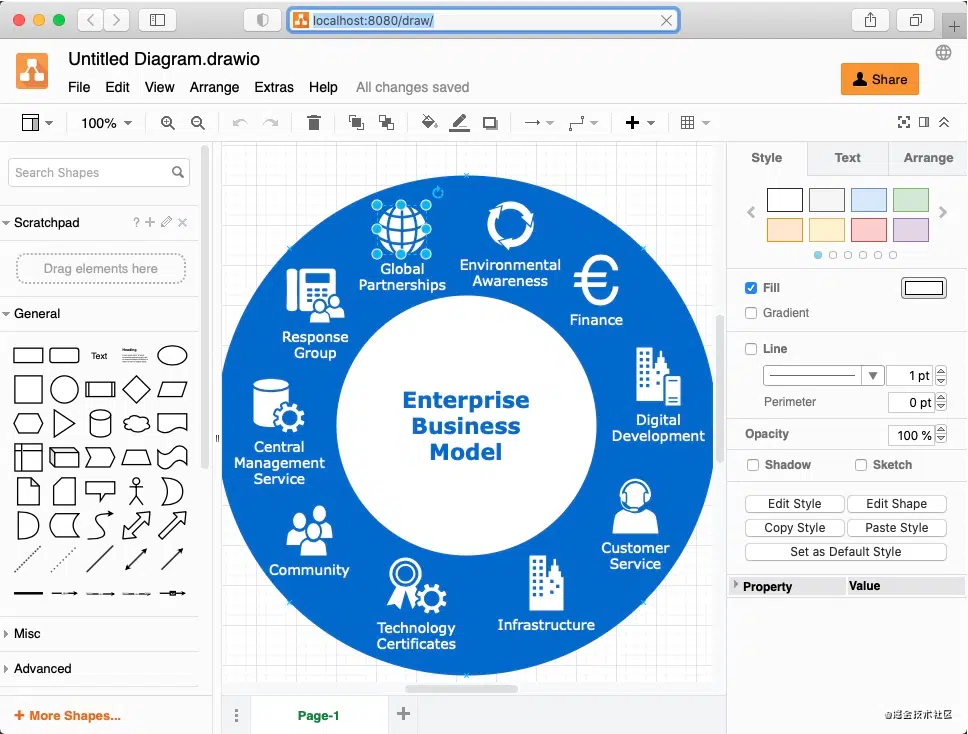 localhost:8080/draw/
Untitled Diagram.drawio
File Edit View Arrange Extras Help All changes saved
Share
100%
Search Shapes
Scratchpad
?
Drag elements here
General
Text
Heading
Misc
Advanced
+ More Shapes...
Global
Partnerships
Environmental
Awareness
Finance
Response
Group
Digital
Development
Central
Management
Service
Enterprise
Business
Model
Customer
Service
Community
Infrastructure
Technology
Certificates
Page-1
Style Text Arrange
Fill
Gradient
Line
1 pt
Perimeter 0 pt
Opacity 100 %
Shadow Sketch
Edit Style Edit Shape
Copy Style Paste Style
Set as Default Style
Property Value
@掘金技术社区